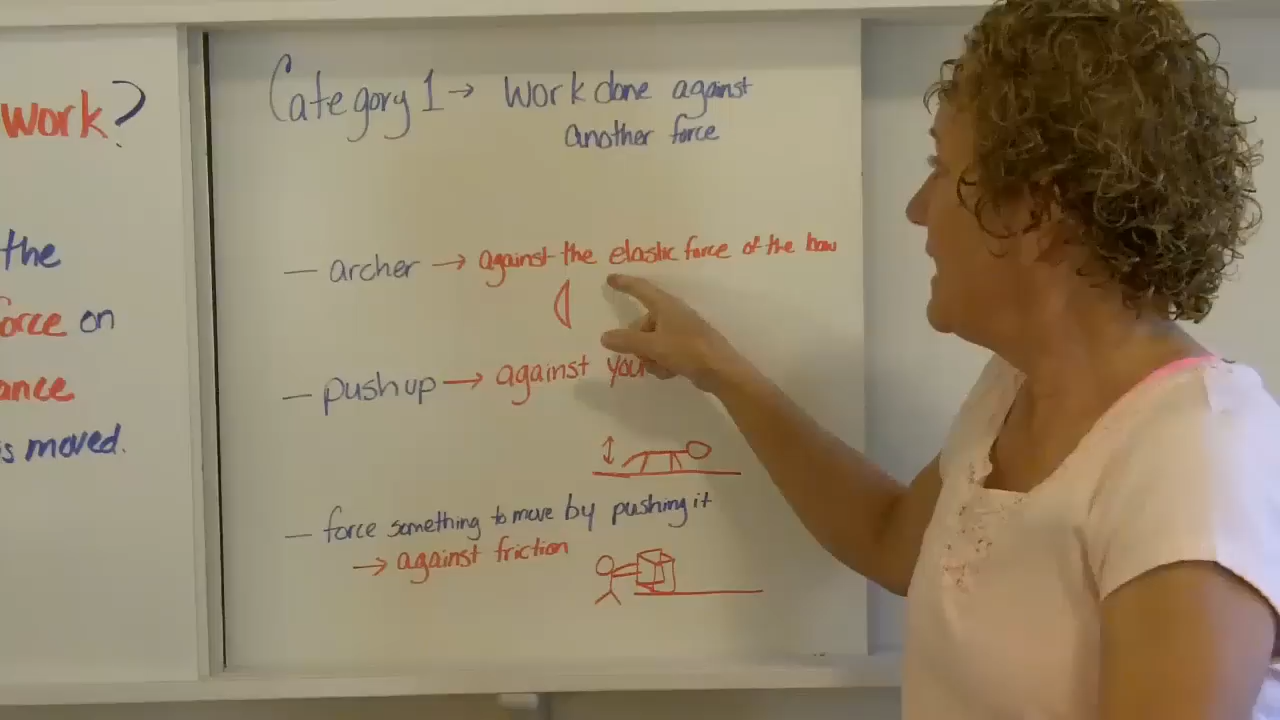 work?
the
force on
ance
s moved.
Category 1 → Work done against
another force
— archer → against the elastic force of the bow
— push up → against
— force something to move by pushing it
→ against friction